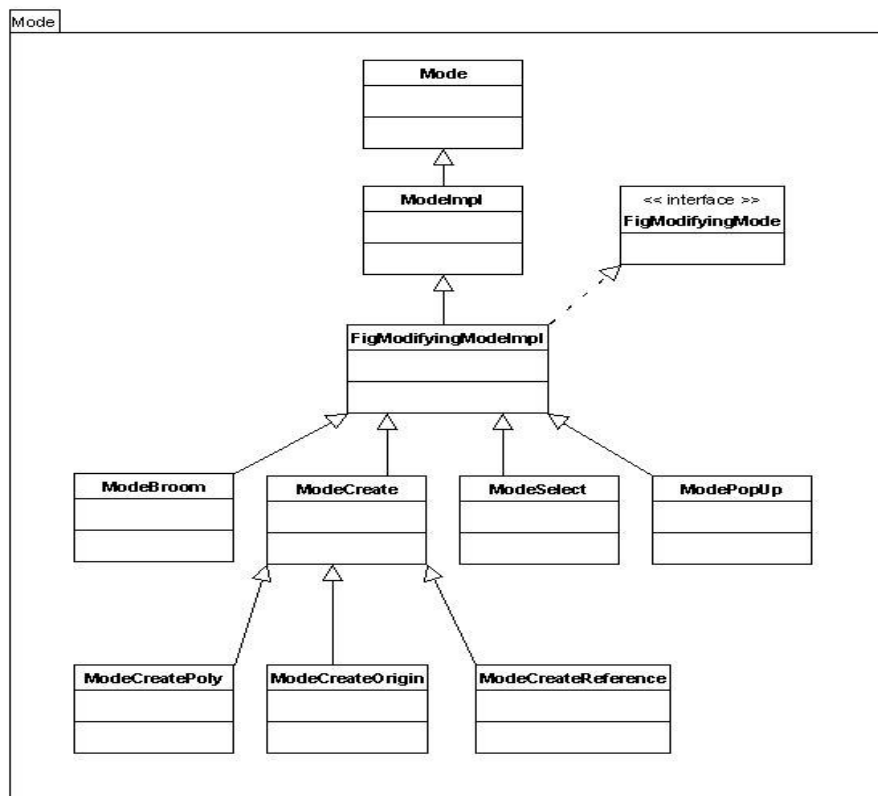 Mode
Mode
ModeImpl
<< interface >>
FigModifyingMode
FigModifyingModeImpl
ModeBroom
ModeCreate
ModeSelect
ModePopUp
ModeCreatePoly
ModeCreateOrigin
ModeCreateReference